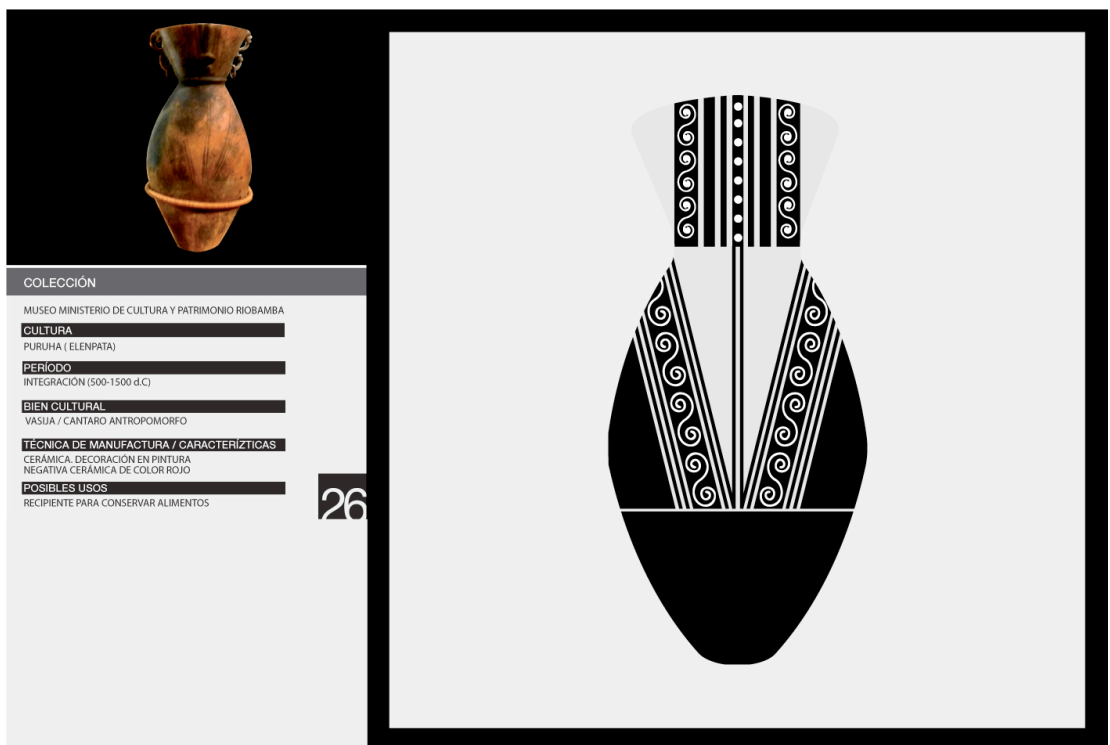 COLECCIÓN
MUSEO MINISTERIO DE CULTURA Y PATRIMONIO RIOBAMBA
CULTURA
PURUHA ( ELENPATA)
PERÍODO
INTEGRACIÓN (500-1500 d.C)
BIEN CULTURAL
VASIJA / CANTARO ANTROPOMORFO
TÉCNICA DE MANUFACTURA / CARACTERÍZTICAS
CERÁMICA. DECORACIÓN EN PINTURA
NEGATIVA CERÁMICA DE COLOR ROJO
POSIBLES USOS
RECIPIENTE PARA CONSERVAR ALIMENTOS
26